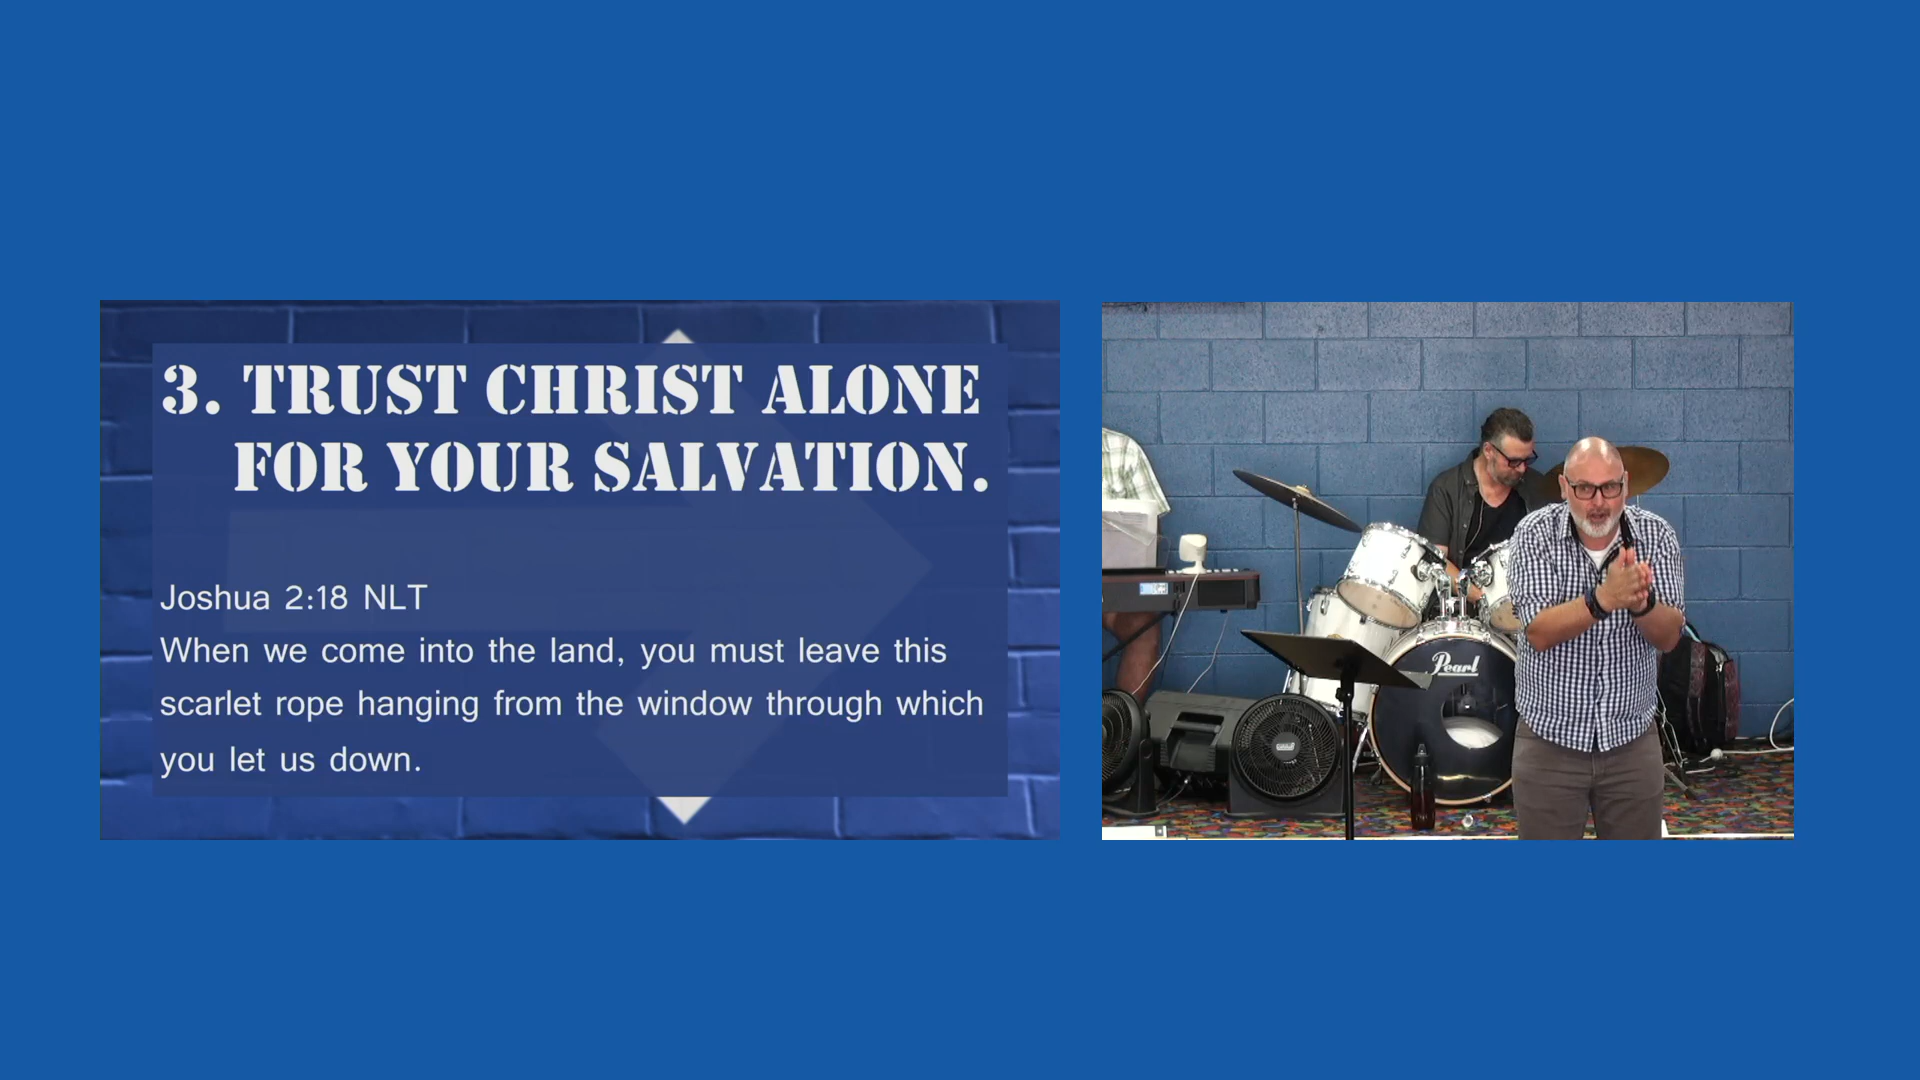 3. TRUST CHRIST ALONE
FOR YOUR SALVATION.
Joshua 2:18 NLT
When we come into the land, you must leave this
scarlet rope hanging from the window through which
you let us down.
Pearl